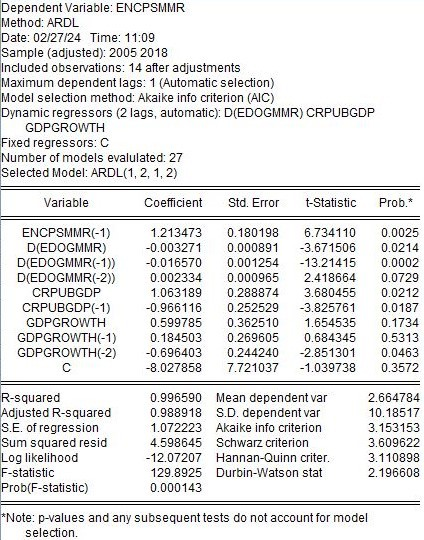 Dependent Variable: ENCPSMMR
Method: ARDL
Date: 02/27/24 Time: 11:09
Sample (adjusted): 2005 2018
Included observations: 14 after adjustments
Maximum dependent lags: 1 (Automatic selection)
Model selection method: Akaike info criterion (AIC)
Dynamic regressors (2 lags, automatic): D(EDOGMMR) CRPUBGDP
GDPGROWTH
Fixed regressors: C
Number of models evalulated: 27
Selected Model: ARDL(1, 2, 1, 2)
Variable Coefficient Std. Error t-Statistic Prob.*
ENCPSMMR(-1) 1.213473 0.180198 6.734110 0.0025
D(EDOGMMR) -0.003271 0.000891 -3.671506 0.0214
D(EDOGMMR(-1)) -0.016570 0.001254 -13.21415 0.0002
D(EDOGMMR(-2)) 0.002334 0.000965 2.418664 0.0729
CRPUBGDP 1.063189 0.288874 3.680455 0.0212
CRPUBGDP(-1) -0.966116 0.252529 -3.825761 0.0187
GDPGROWTH 0.599785 0.362510 1.654535 0.1734
GDPGROWTH(-1) 0.184503 0.269605 0.684345 0.5313
GDPGROWTH(-2) -0.696403 0.244240 -2.851301 0.0463
C -8.027858 7.721037 -1.039738 0.3572
R-squared 0.996590 Mean dependent var 2.664784
Adjusted R-squared 0.988918 S.D. dependent var 10.18517
S.E. of regression 1.072223 Akaike info criterion 3.153153
Sum squared resid 4.598645 Schwarz criterion 3.609622
Log likelihood -12.07207 Hannan-Quinn criter. 3.110898
F-statistic 129.8925 Durbin-Watson stat 2.196608
Prob(F-statistic) 0.000143
*Note: p-values and any subsequent tests do not account for model
selection.